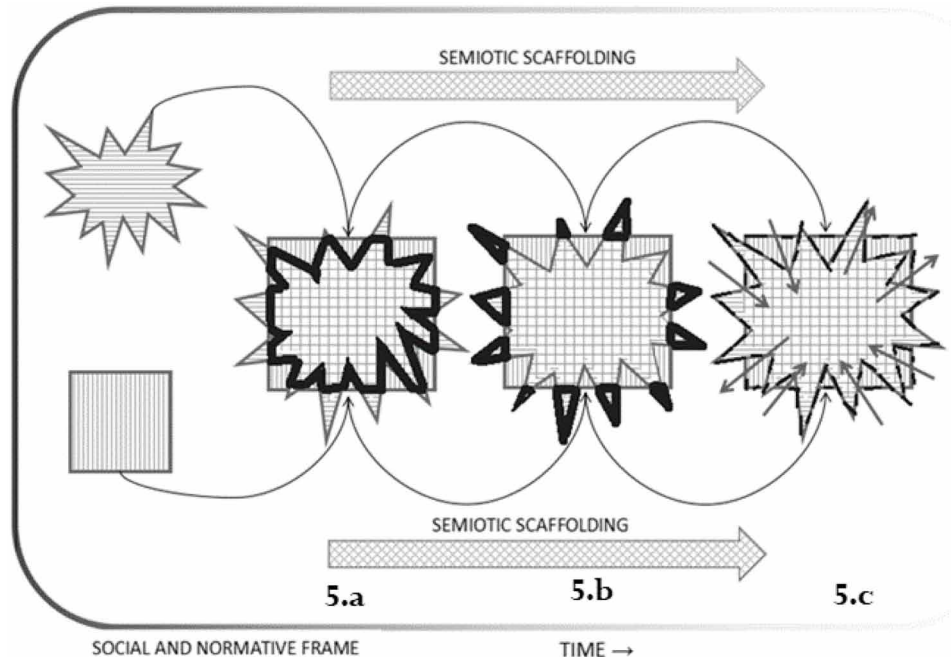 SEMIOTIC SCAFFOLDING
SEMIOTIC SCAFFOLDING
5.a
5.b
5.c
SOCIAL AND NORMATIVE FRAME
TIME →